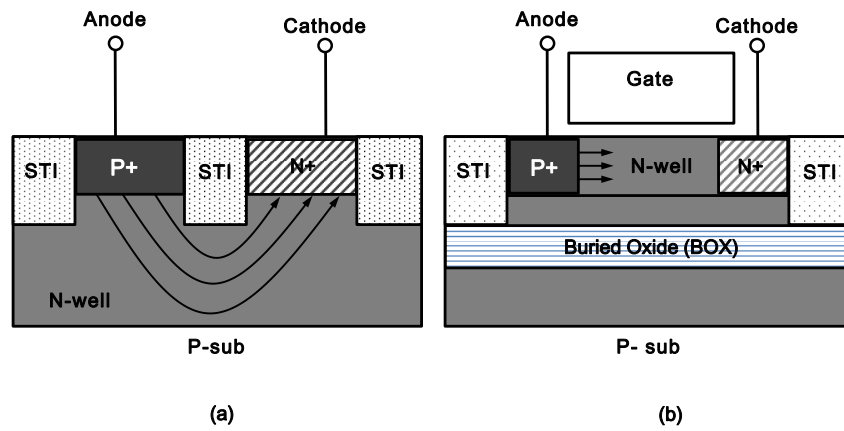 Anode
Cathode
STI
P+
STI
N+
STI
N-well
P-sub
(a)
Anode
Cathode
Gate
STI
P+
N-well
N+
STI
Buried Oxide (BOX)
P- sub
(b)